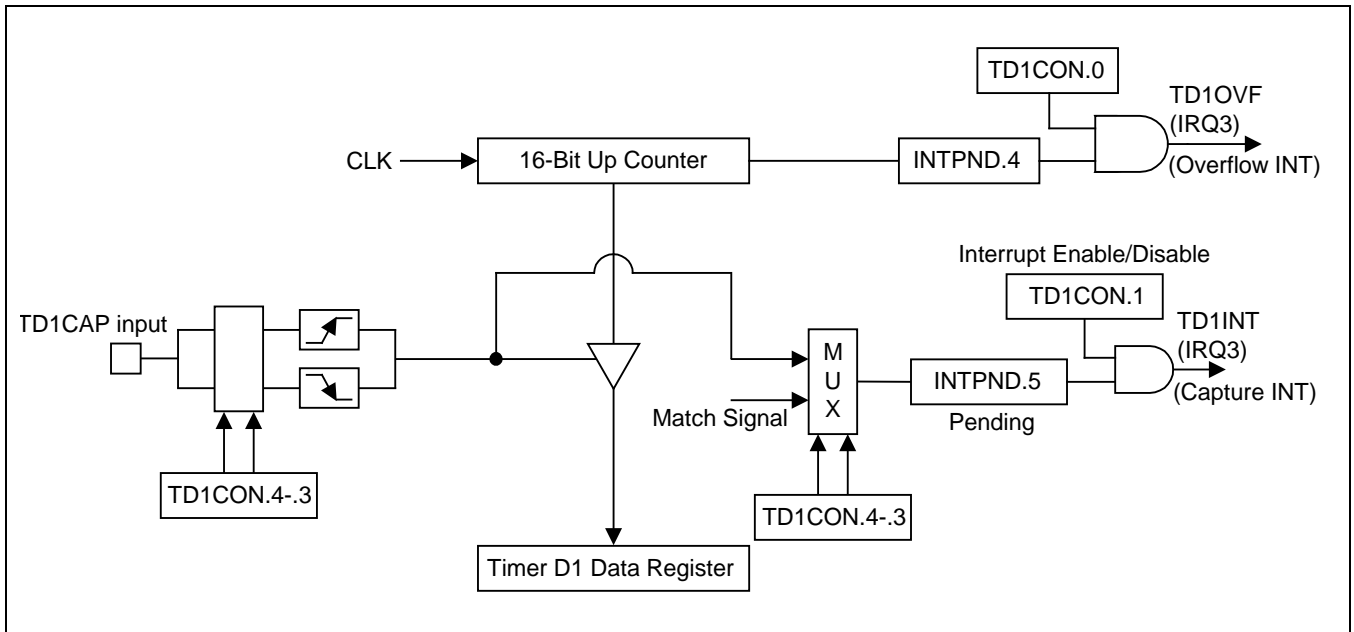 TD1CON.0
TD1OVF
(IRQ3)
(Overflow INT)
CLK
16-Bit Up Counter
INTPND.4
Interrupt Enable/Disable
TD1CON.1
TD1INT
(IRQ3)
(Capture INT)
TD1CAP input
M
U
X
INTPND.5
Pending
Match Signal
TD1CON.4-.3
TD1CON.4-.3
Timer D1 Data Register